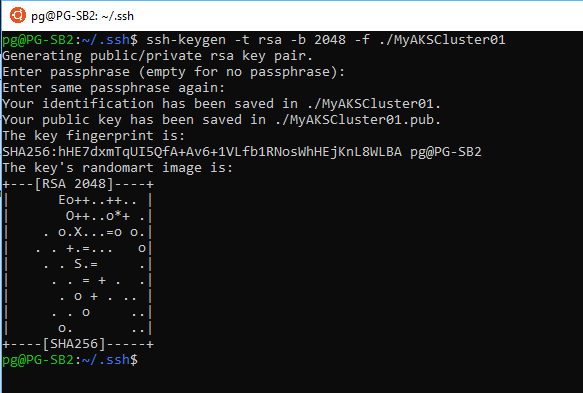 pg@PG-SB2: ~/.ssh
pg@PG-SB2:~/.ssh$ ssh-keygen -t rsa -b 2048 -f ./MyAKSCluster01
Generating public/private rsa key pair.
Enter passphrase (empty for no passphrase):
Enter same passphrase again:
Your identification has been saved in ./MyAKSCluster01.
Your public key has been saved in ./MyAKSCluster01.pub.
The key fingerprint is:
SHA256:hHE7dxmTqUI5QfA+Av6+1VLfb1RNosWhHEjKnL8WLBA pg@PG-SB2
The key's randomart image is:
+---[RSA 2048]----+
|      Eo++..++.. |
|       O++..o*+ .|
|    . o.X...=o o.|
|   . . +.=...   o|
|    . . S.=     .|
|     . . = + .  .|
|      . o + . .. |
|     . . o     ..|
|      o.       ..|
+----[SHA256]-----+
pg@PG-SB2:~/.ssh$